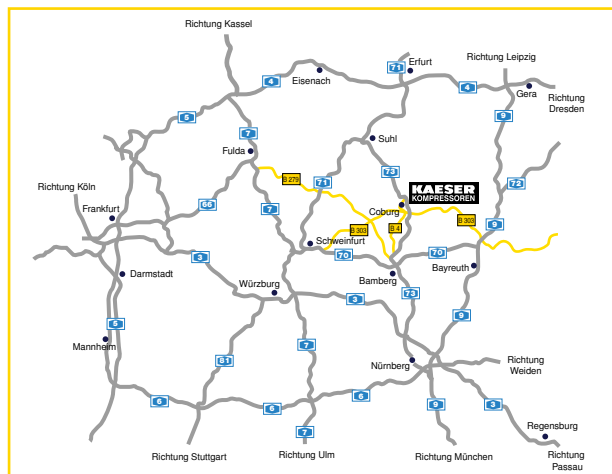 Richtung Kassel
71
Erfurt
Richtung Leipzig
4
Eisenach
4
Gera
Richtung
Dresden
5
9
7
Suhl
Fulda
73
B 279
71
72
KAESER
KOMPRESSOREN
Richtung Köln
66
7
Coburg
Frankfurt
B 303
B 4
B 303
9
Schweinfurt
3
70
70
Darmstadt
Bamberg
Bayreuth
Würzburg
3
73
5
9
Mannheim
7
81
Nürnberg
Richtung
Weiden
6
6
6
9
3
Regensburg
7
Richtung Stuttgart
Richtung Ulm
Richtung München
Richtung
Passau